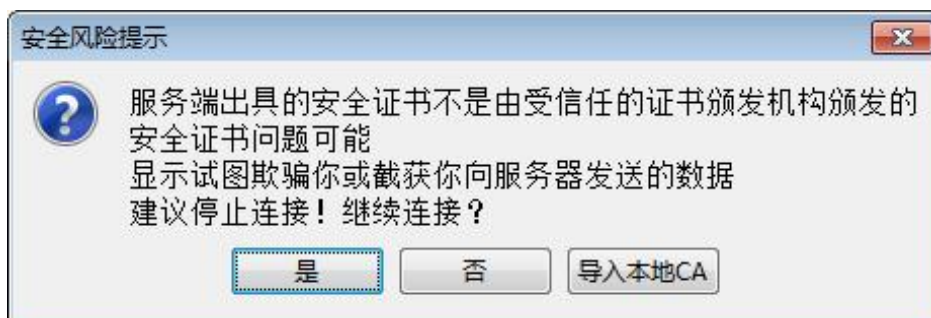 安全风险提示
服务端出具的安全证书不是由受信任的证书颁发机构颁发的
安全证书问题可能
显示试图欺骗你或截获你向服务器发送的数据
建议停止连接！继续连接？
是
否
导入本地CA